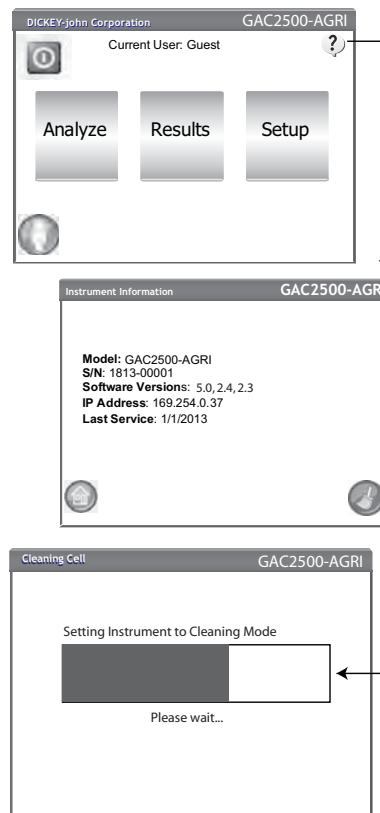 DICKEY-john Corporation GAC2500-AGRI
Current User: Guest
?
Analyze Results Setup
Instrument Information GAC2500-AGR
Model: GAC2500-AGRI
S/N: 1813-00001
Software Versions: 5.0, 2.4, 2.3
IP Address: 169.254.0.37
Last Service: 1/1/2013
Cleaning Cell GAC2500-AGRI
Setting Instrument to Cleaning Mode
Please wait...